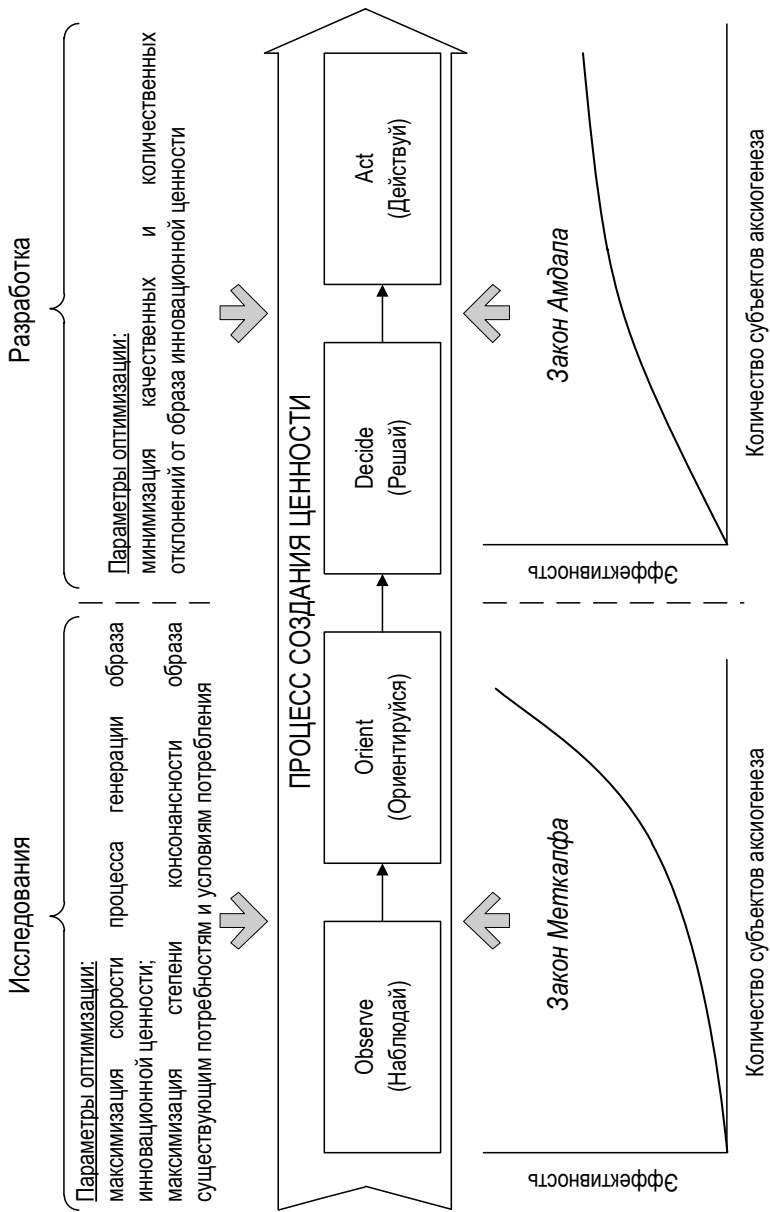 Исследования
Параметры оптимизации:
максимизация скорости процесса генерации образа
инновационной ценности;
максимизация степени консонансности образа
существующим потребностям и условиям потребления
Разработка
Параметры оптимизации:
минимизация качественных и количественных
отклонений от образа инновационной ценности
ПРОЦЕСС СОЗДАНИЯ ЦЕННОСТИ
Observe
(Наблюдай)
Orient
(Ориентируйся)
Decide
(Решай)
Act
(Действуй)
Закон Меткалфа
Эффективность
Количество субъектов аксиогенеза
Закон Амдала
Эффективность
Количество субъектов аксиогенеза